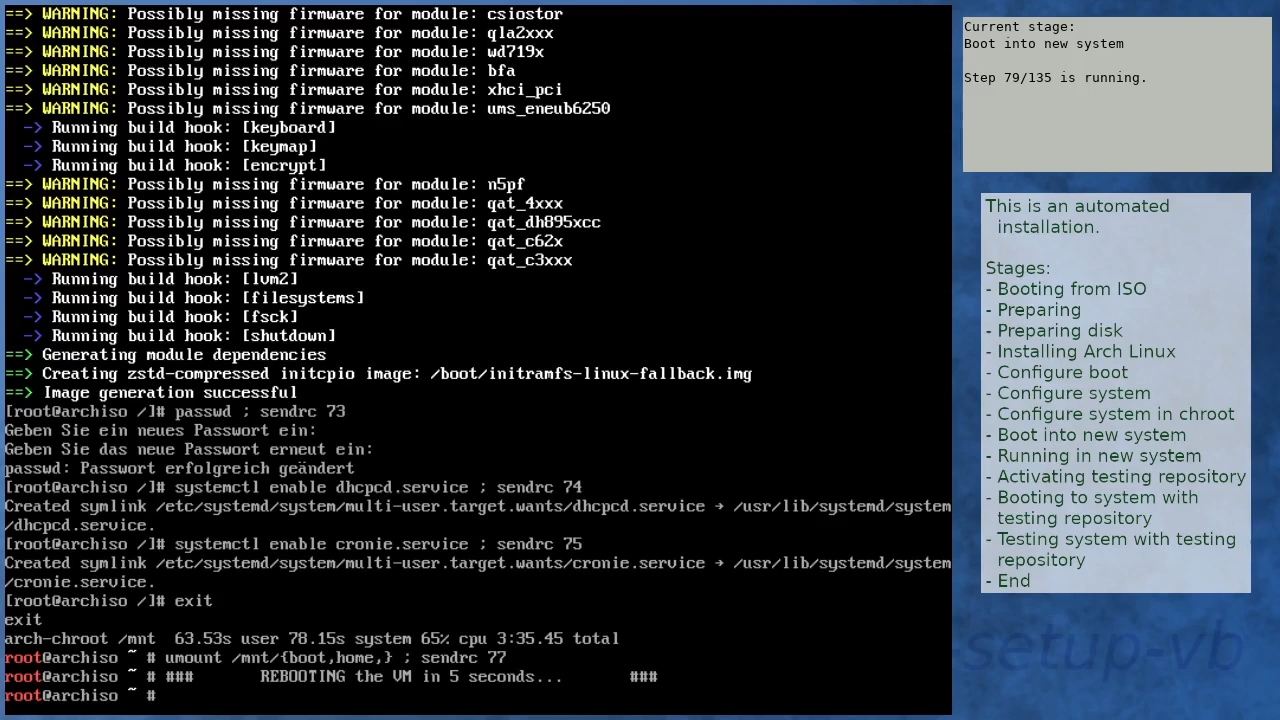 ==> WARNING: Possibly missing firmware for module: csiostor
==> WARNING: Possibly missing firmware for module: qla2xxx
==> WARNING: Possibly missing firmware for module: wd719x
==> WARNING: Possibly missing firmware for module: bfa
==> WARNING: Possibly missing firmware for module: xhci_pci
==> WARNING: Possibly missing firmware for module: ums_eneub6250
-> Running build hook: [keyboard]
-> Running build hook: [keymap]
-> Running build hook: [encrypt]
==> WARNING: Possibly missing firmware for module: n5pf
==> WARNING: Possibly missing firmware for module: qat_4xxx
==> WARNING: Possibly missing firmware for module: qat_dh895xcc
==> WARNING: Possibly missing firmware for module: qat_c62x
==> WARNING: Possibly missing firmware for module: qat_c3xxx
-> Running build hook: [lvm2]
-> Running build hook: [filesystems]
-> Running build hook: [fsck]
-> Running build hook: [shutdown]
==> Generating module dependencies
==> Creating zstd-compressed initcpio image: /boot/initramfs-linux-fallback.img
==> Image generation successful
[root@archiso /]# passwd ; sendrc 73
Geben Sie ein neues Passwort ein:
Geben Sie das neue Passwort erneut ein:
passwd: Passwort erfolgreich geändert
[root@archiso /]# systemctl enable dhcpcd.service ; sendrc 74
Created symlink /etc/systemd/system/multi-user.target.wants/dhcpcd.service → /usr/lib/systemd/system
/dhcpcd.service.
[root@archiso /]# systemctl enable cronie.service ; sendrc 75
Created symlink /etc/systemd/system/multi-user.target.wants/cronie.service → /usr/lib/systemd/system
/cronie.service.
[root@archiso /]# exit
exit
arch-chroot /mnt  63.53s user 78.15s system 65% cpu 3:35.45 total
root@archiso ~ # umount /mnt/{boot,home,} ; sendrc 77
root@archiso ~ # ###       REBOOTING the VM in 5 seconds...       ###
root@archiso ~ #
Current stage:
Boot into new system
Step 79/135 is running.
This is an automated
installation.
Stages:
- Booting from ISO
- Preparing
- Preparing disk
- Installing Arch Linux
- Configure boot
- Configure system
- Configure system in chroot
- Boot into new system
- Running in new system
- Activating testing repository
- Booting to system with
testing repository
- Testing system with testing
repository
- End
-setup-vb